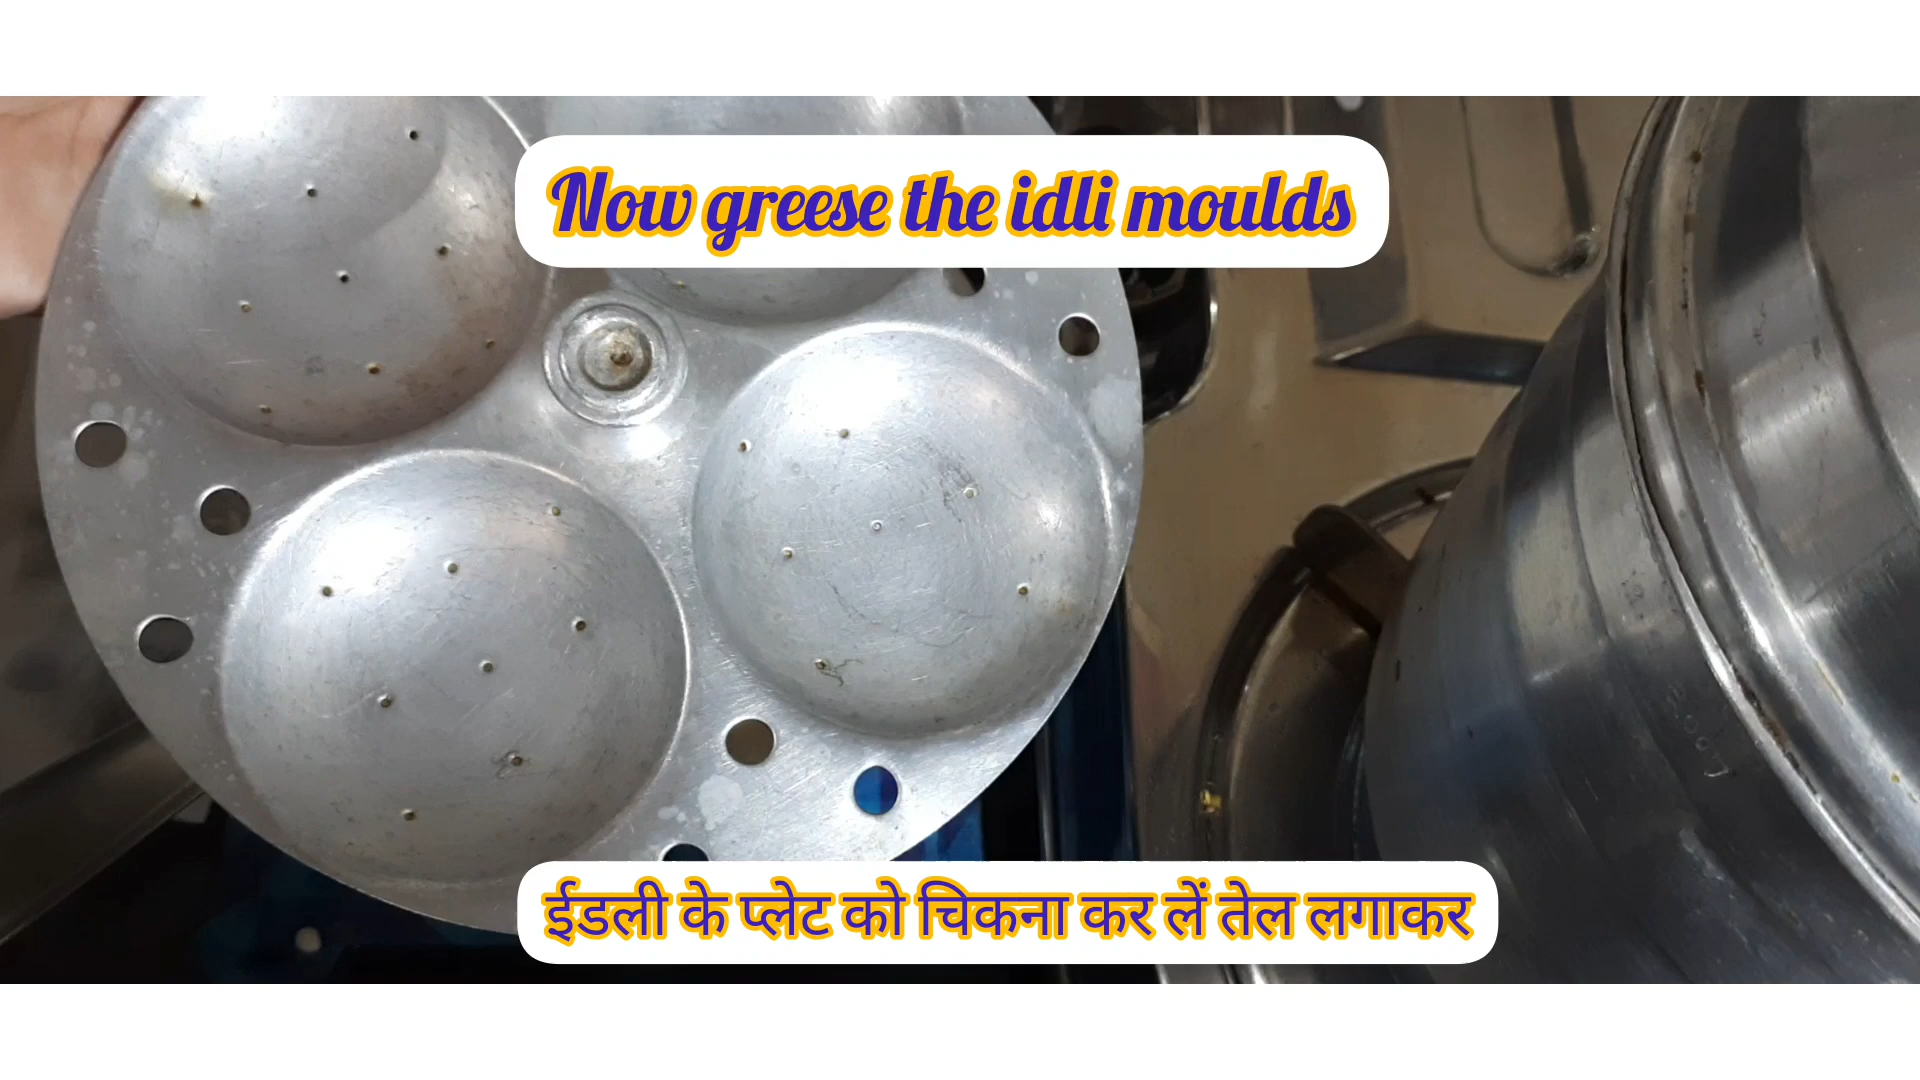 Now greese the idli moulds
ईडली के प्लेट को चिकना कर लें तेल लगाकर